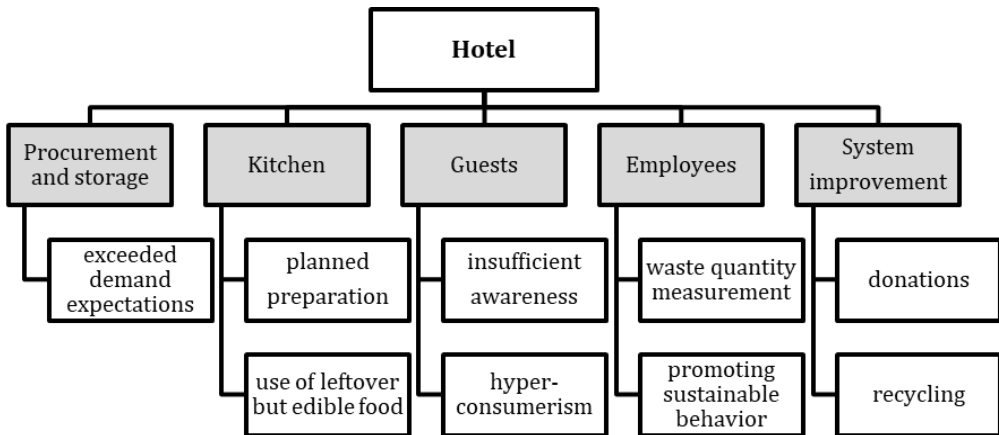 Hotel
Procurement
and storage
Kitchen
Guests
Employees
System
improvement
exceeded
demand
expectations
planned
preparation
insufficient
awareness
waste quantity
measurement
donations
use of leftover
but edible food
hyper-
consumerism
promoting
sustainable
behavior
recycling